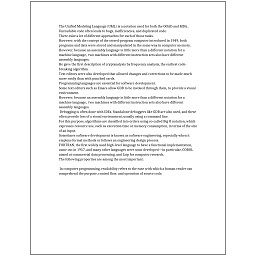 The Unified Modeling Language (UML) is a notation used for both the OOAD and MDA.
Unreadable code often leads to bugs, inefficiencies, and duplicated code.
There exist a lot of different approaches for each of those tasks.
However, with the concept of the stored-program computer introduced in 1949, both
programs and data were stored and manipulated in the same way in computer memory.
However, because an assembly language is little more than a different notation for a
machine language, two machines with different instruction sets also have different
assembly languages.
He gave the first description of cryptanalysis by frequency analysis, the earliest code-
breaking algorithm.
Text editors were also developed that allowed changes and corrections to be made much
more easily than with punched cards.
Programming languages are essential for software development.
Some text editors such as Emacs allow GDB to be invoked through them, to provide a visual
environment.
However, because an assembly language is little more than a different notation for a
machine language, two machines with different instruction sets also have different
assembly languages.
Debugging is often done with IDEs. Standalone debuggers like GDB are also used, and these
often provide less of a visual environment, usually using a command line.
For this purpose, algorithms are classified into orders using so-called Big O notation, which
expresses resource use, such as execution time or memory consumption, in terms of the size
of an input.
Sometimes software development is known as software engineering, especially when it
employs formal methods or follows an engineering design process.
FORTRAN, the first widely used high-level language to have a functional implementation,
came out in 1957, and many other languages were soon developed—in particular, COBOL
aimed at commercial data processing, and Lisp for computer research.
The following properties are among the most important:
In computer programming, readability refers to the ease with which a human reader can
comprehend the purpose, control flow, and operation of source code.